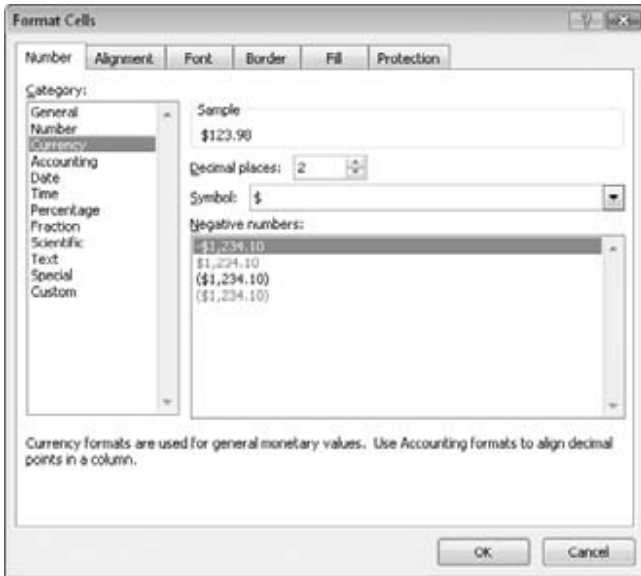 Format Cells
Number Alignment Font Border Fill Protection
Category:
General
Number
Currency
Accounting
Date
Time
Percentage
Fraction
Scientific
Text
Special
Custom
Sample
$123.98
Decimal places: 2
Symbol: $
Negative numbers:
-$1,234.10
$1,234.10
($1,234.10)
($1,234.10)
Currency formats are used for general monetary values. Use Accounting formats to align decimal
points in a column.
OK Cancel